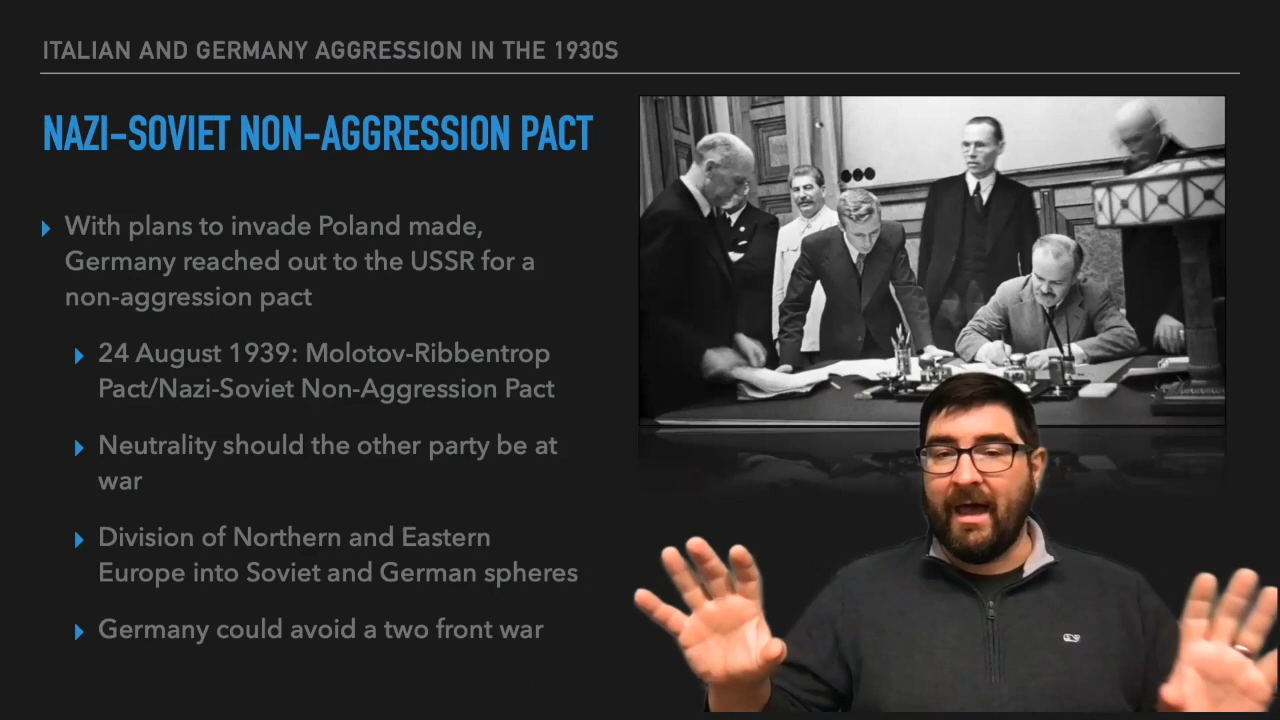 ITALIAN AND GERMANY AGGRESSION IN THE 1930S
NAZI-SOVIET NON-AGGRESSION PACT
With plans to invade Poland made,
Germany reached out to the USSR for a
non-aggression pact
24 August 1939: Molotov-Ribbentrop
Pact/Nazi-Soviet Non-Aggression Pact
Neutrality should the other party be at
war
Division of Northern and Eastern
Europe into Soviet and German spheres
Germany could avoid a two front war